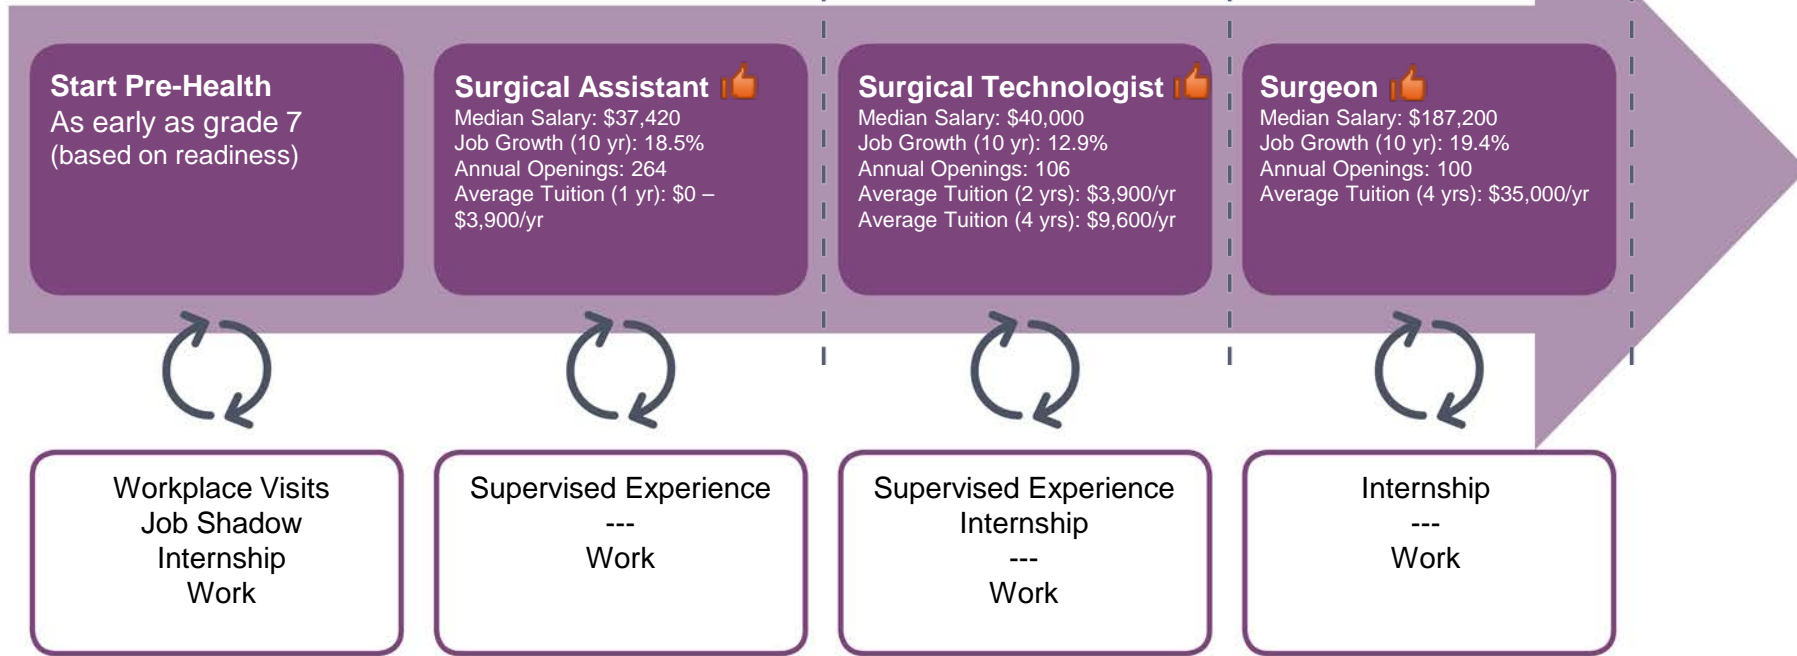 Start Pre-Health
As early as grade 7
(based on readiness)
Surgical Assistant
Median Salary: $37,420
Job Growth (10 yr): 18.5%
Annual Openings: 264
Average Tuition (1 yr): $0 –
$3,900/yr
Surgical Technologist
Median Salary: $40,000
Job Growth (10 yr): 12.9%
Annual Openings: 106
Average Tuition (2 yrs): $3,900/yr
Average Tuition (4 yrs): $9,600/yr
Surgeon
Median Salary: $187,200
Job Growth (10 yr): 19.4%
Annual Openings: 100
Average Tuition (4 yrs): $35,000/yr
Workplace Visits
Job Shadow
Internship
Work
Supervised Experience
---
Work
Supervised Experience
Internship
---
Work
Internship
---
Work